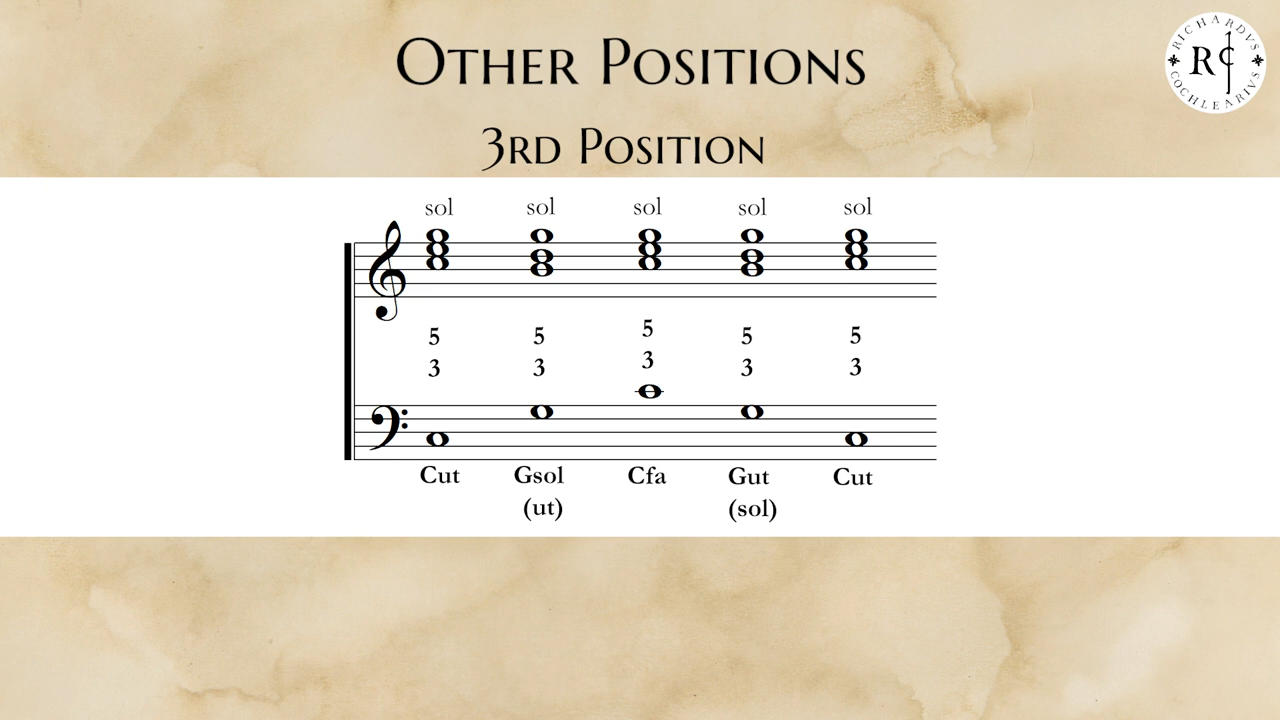 Other Positions
RICHARDVS
RC
COCHLEARIVS
3rd Position
sol sol sol sol sol
5 5 5 5 5
3 3 3 3 3
Cut Gsol Cfa Gut Cut
(ut) (sol)